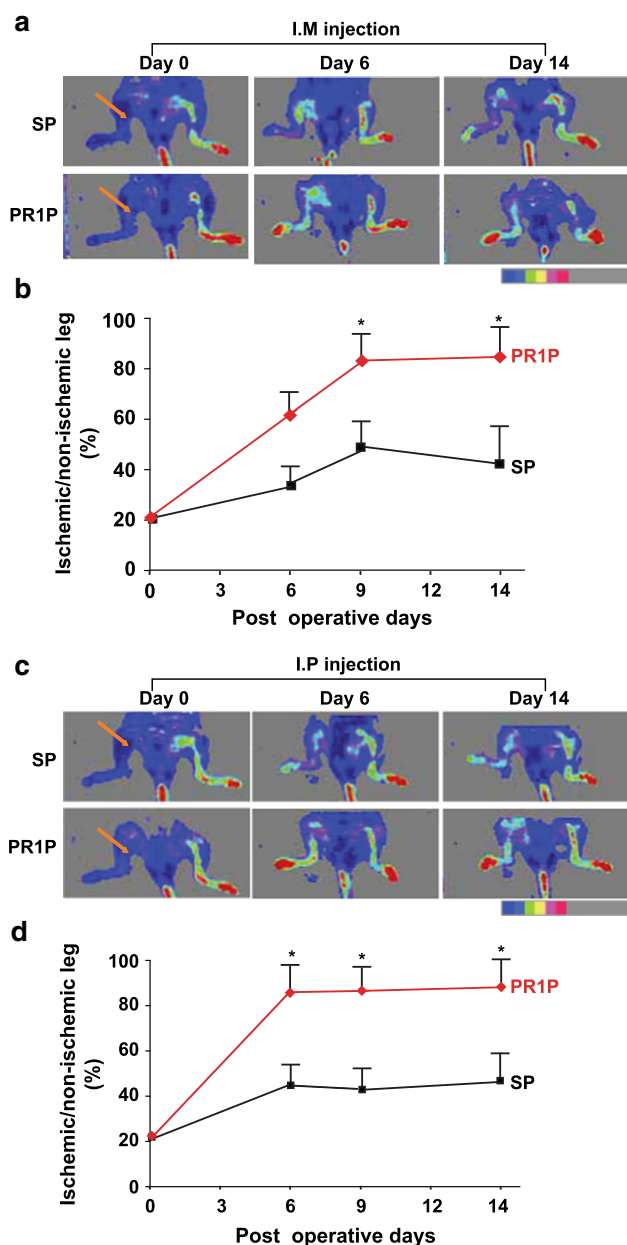 a
I.M injection
Day 0 Day 6 Day 14
SP
PR1P
b
Ischemic/non-ischemic leg
(%)
100
80
60
40
20
0
* *
PR1P
SP
0 3 6 9 12 14
Post operative days
c
I.P injection
Day 0 Day 6 Day 14
SP
PR1P
d
Ischemic/non-ischemic leg
(%)
100
80
60
40
20
0
* * *
PR1P
SP
0 3 6 9 12 14
Post operative days